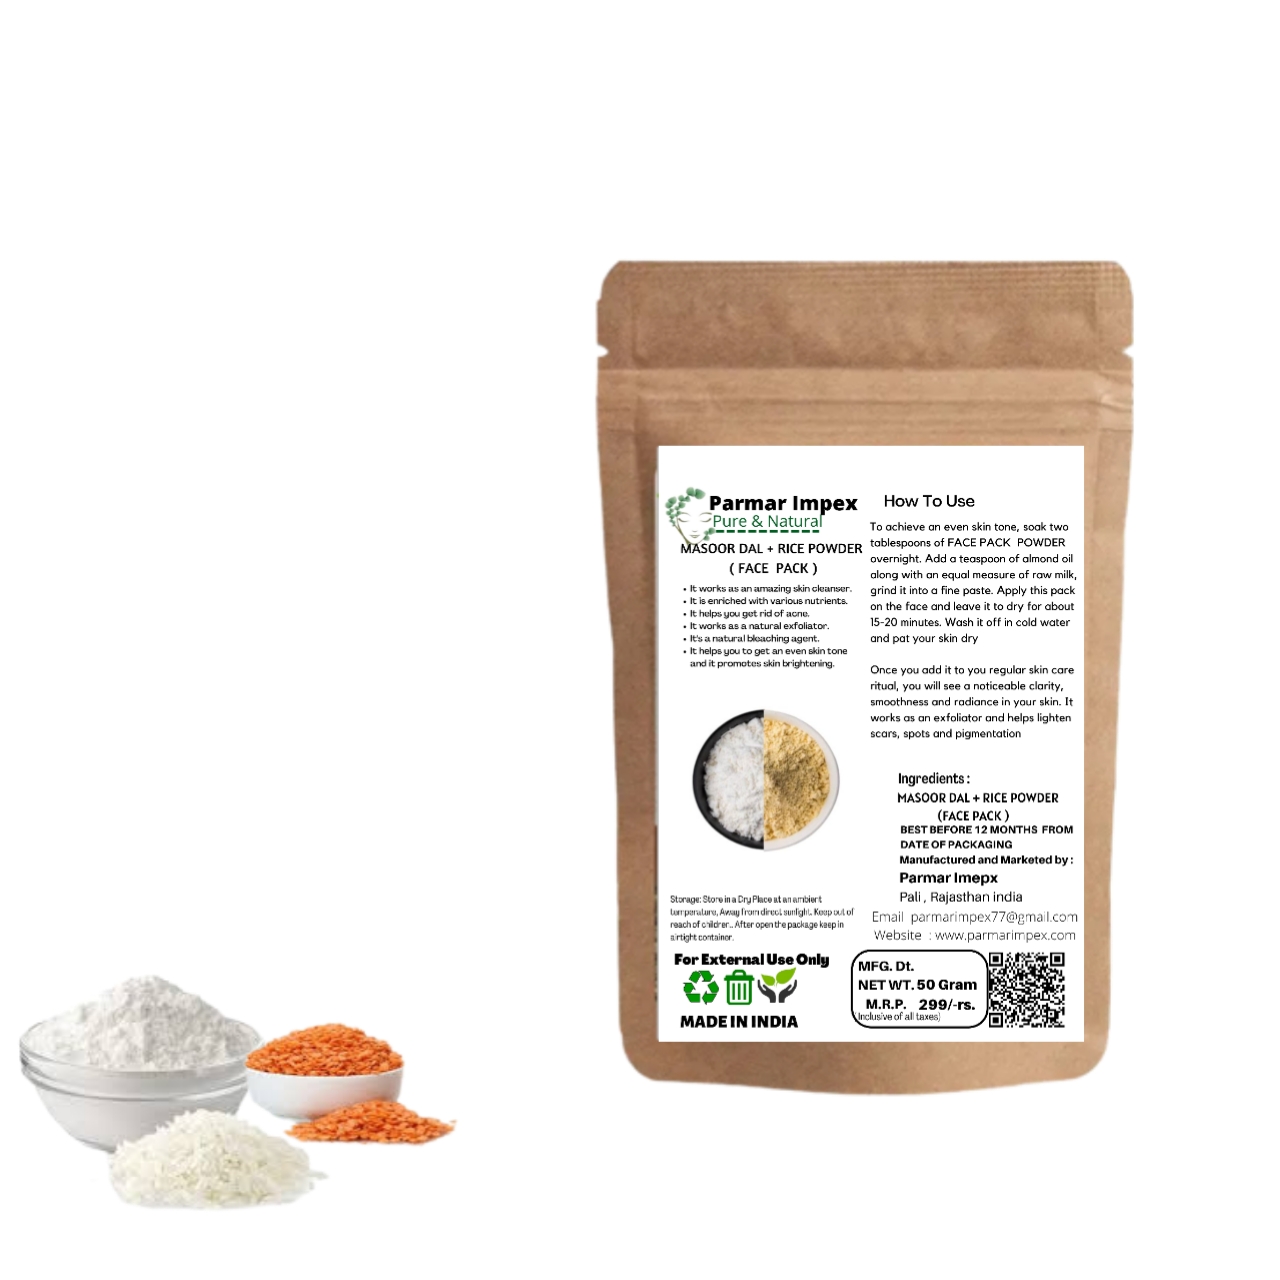 Parmar Impex
Pure & Natural
MASOOR DAL + RICE POWDER
( FACE PACK )
• It works as an amazing skin cleanser.
• It is enriched with various nutrients.
• It helps you get rid of acne.
• It works as a natural exfoliator.
• It's a natural bleaching agent.
• It helps you to get an even skin tone
and it promotes skin brightening.
Storage: Store in a Dry Place at an ambient
temperature, Away from direct sunlight. Keep out of
reach of children.. After open the package keep in
airtight container.
For External Use Only
MADE IN INDIA
How To Use
To achieve an even skin tone, soak two
tablespoons of FACE PACK POWDER
overnight. Add a teaspoon of almond oil
along with an equal measure of raw milk,
grind it into a fine paste. Apply this pack
on the face and leave it to dry for about
15-20 minutes. Wash it off in cold water
and pat your skin dry
Once you add it to you regular skin care
ritual, you will see a noticeable clarity,
smoothness and radiance in your skin. It
works as an exfoliator and helps lighten
scars, spots and pigmentation
Ingredients :
MASOOR DAL + RICE POWDER
(FACE PACK )
BEST BEFORE 12 MONTHS FROM
DATE OF PACKAGING
Manufactured and Marketed by :
Parmar Imepx
Pali , Rajasthan india
Email parmarimpex77@gmail.com
Website : www.parmarimpex.com
MFG. Dt.
NET WT. 50 Gram
M.R.P. 299/-rs.
Inclusive of all taxes)